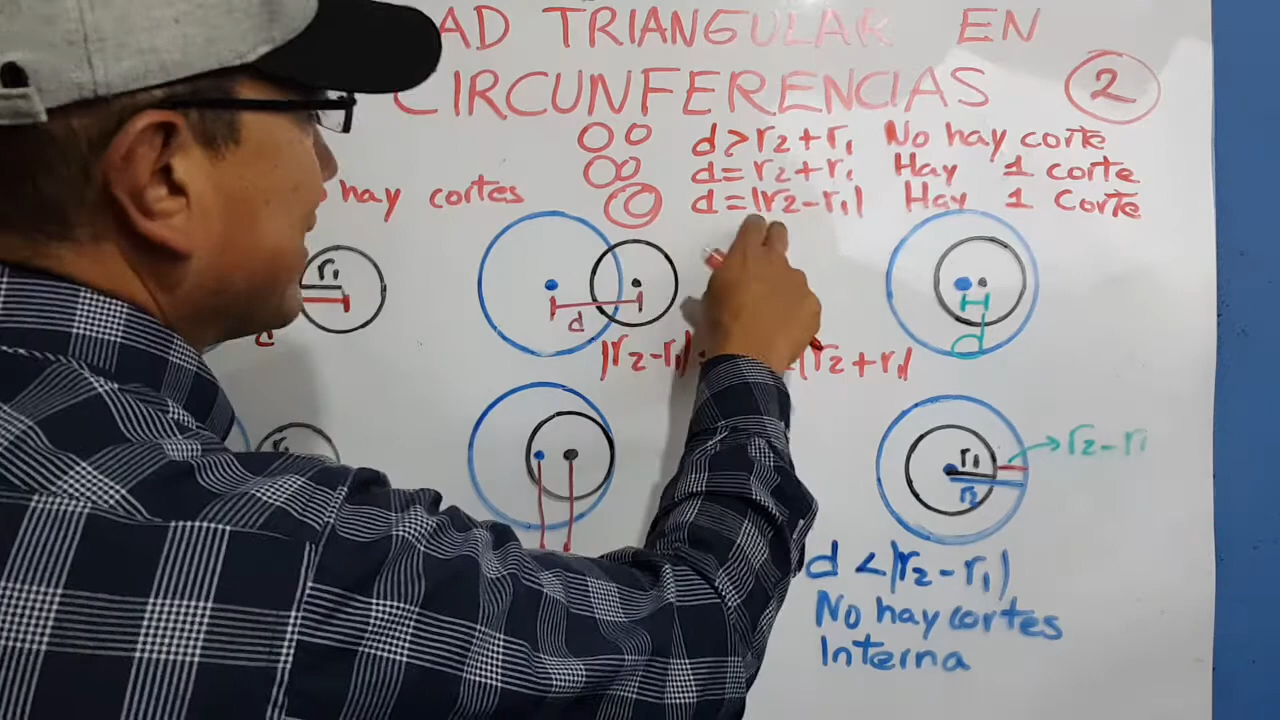 AD TRIANGULAR EN
CIRCUNFERENCIAS 2
d>r2+r1 No hay corte
d=r2+r1 Hay 1 corte
hay cortes
d=|r2-r1| Hay 1 Corte
r1
d
d
d
|r2-r1| |r2+r1|
r1
r2
r2-r1
d <|r2-r1|
No hay cortes
Interna